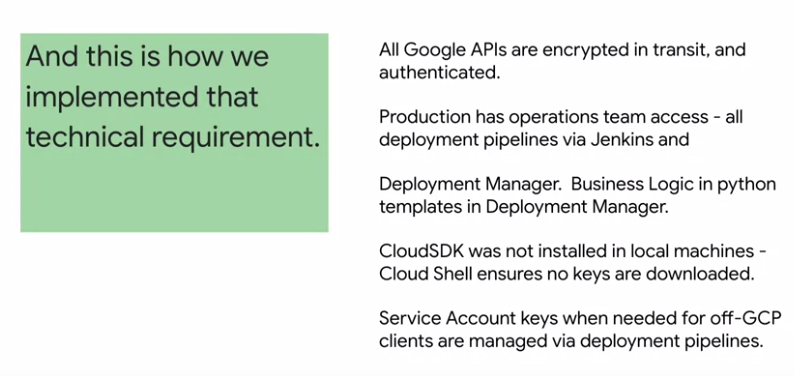 And this is how we
implemented that
technical requirement.
All Google APIs are encrypted in transit, and
authenticated.
Production has operations team access - all
deployment pipelines via Jenkins and
Deployment Manager.  Business Logic in python
templates in Deployment Manager.
CloudSDK was not installed in local machines -
Cloud Shell ensures no keys are downloaded.
Service Account keys when needed for off-GCP
clients are managed via deployment pipelines.